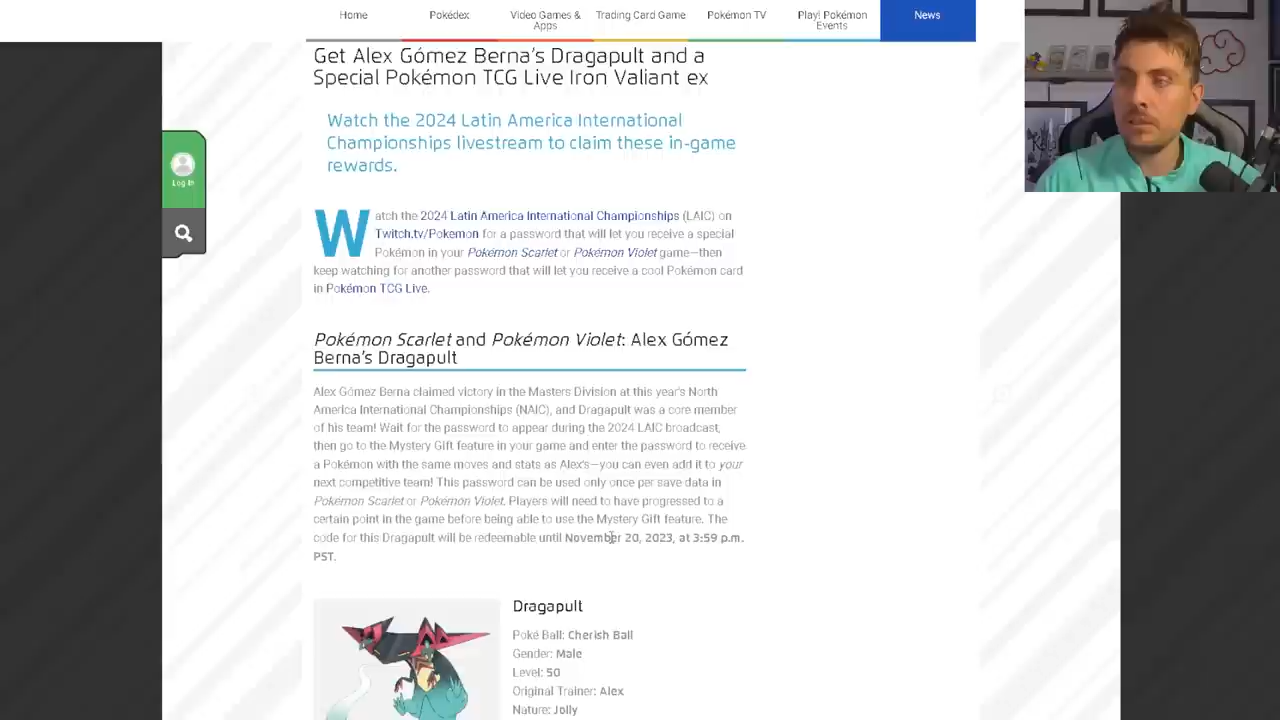 Home
Pokédex
Video Games &
Apps
Trading Card Game
Pokémon TV
Play! Pokémon
Events
News
Get Alex Gómez Berna's Dragapult and a
Special Pokémon TCG Live Iron Valiant ex
Watch the 2024 Latin America International
Championships livestream to claim these in-game
rewards.
Log In
Watch the 2024 Latin America International Championships (LAIC) on
Twitch.tv/Pokemon for a password that will let you receive a special
Pokémon in your Pokémon Scarlet or Pokémon Violet game—then
keep watching for another password that will let you receive a cool Pokémon card
in Pokémon TCG Live.
Pokémon Scarlet and Pokémon Violet: Alex Gómez
Berna's Dragapult
Alex Gómez Berna claimed victory in the Masters Division at this year's North
America International Championships (NAIC), and Dragapult was a core member
of his team! Wait for the password to appear during the 2024 LAIC broadcast,
then go to the Mystery Gift feature in your game and enter the password to receive
a Pokémon with the same moves and stats as Alex's—you can even add it to your
next competitive team! This password can be used only once per save data in
Pokémon Scarlet or Pokémon Violet. Players will need to have progressed to a
certain point in the game before being able to use the Mystery Gift feature. The
code for this Dragapult will be redeemable until November 20, 2023, at 3:59 p.m.
PST.
Dragapult
Poké Ball: Cherish Ball
Gender: Male
Level: 50
Original Trainer: Alex
Nature: Jolly